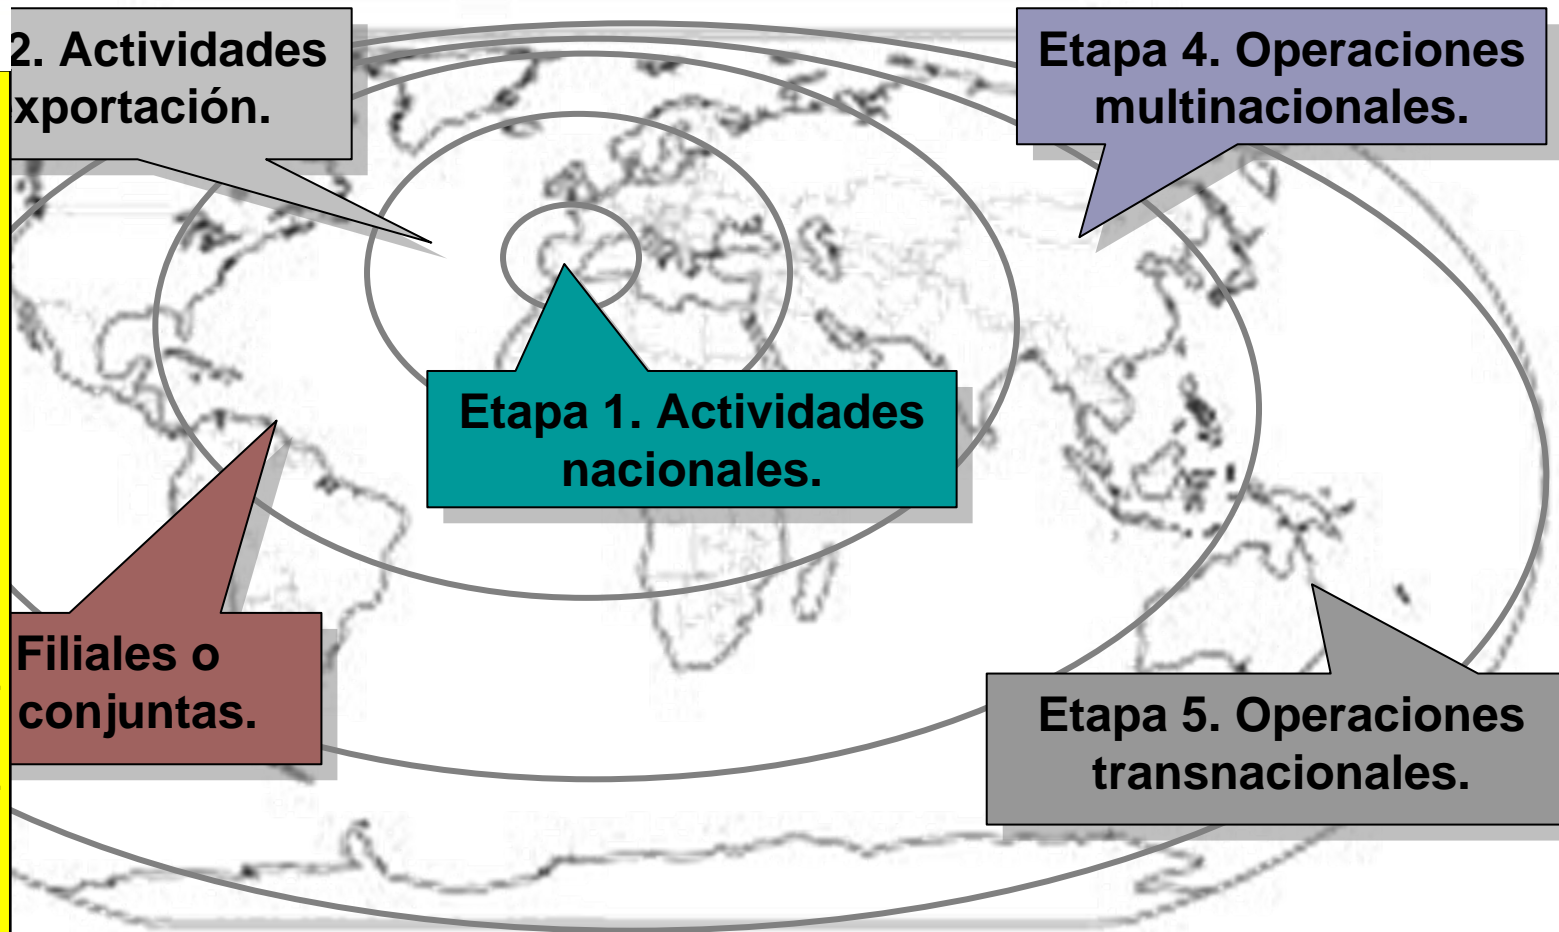 2. Actividades
xportación.
Etapa 4. Operaciones
multinacionales.
Etapa 1. Actividades
nacionales.
Filiales o
conjuntas.
Etapa 5. Operaciones
transnacionales.